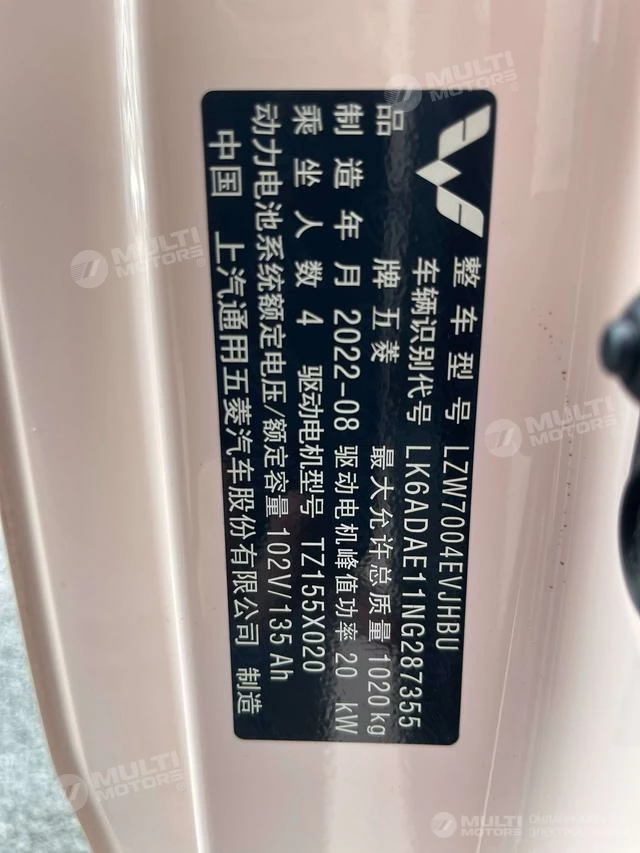 整车型号 LZW7004EVJHBU
车辆识别代号 LK6ADAE11NG287355
品 牌 五菱 最大允许总质量 1020kg
制造年月 2022-08 驱动电机峰值功率 20 kW
乘坐人数 4 驱动电机型号 TZ155X020
动力电池系统额定电压/额定容量 102V/135Ah
中国 上汽通用五菱汽车股份有限公司 制造
MULTI
MOTORS
MULTI
MOTORS
MULTI
MOTORS
MULTI
MOTORS
MULTI
MOTORS